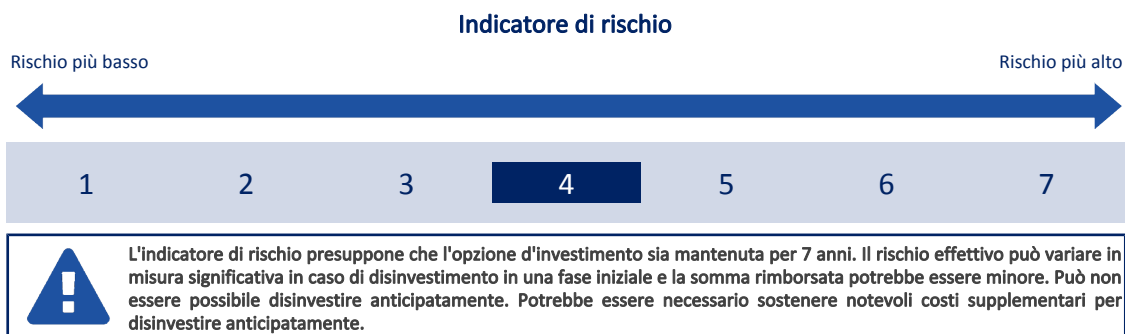 Indicatore di rischio
Rischio più basso
Rischio più alto
1 2 3 4 5 6 7
L'indicatore di rischio presuppone che l'opzione d'investimento sia mantenuta per 7 anni. Il rischio effettivo può variare in
misura significativa in caso di disinvestimento in una fase iniziale e la somma rimborsata potrebbe essere minore. Può non
essere possibile disinvestire anticipatamente. Potrebbe essere necessario sostenere notevoli costi supplementari per
disinvestire anticipatamente.